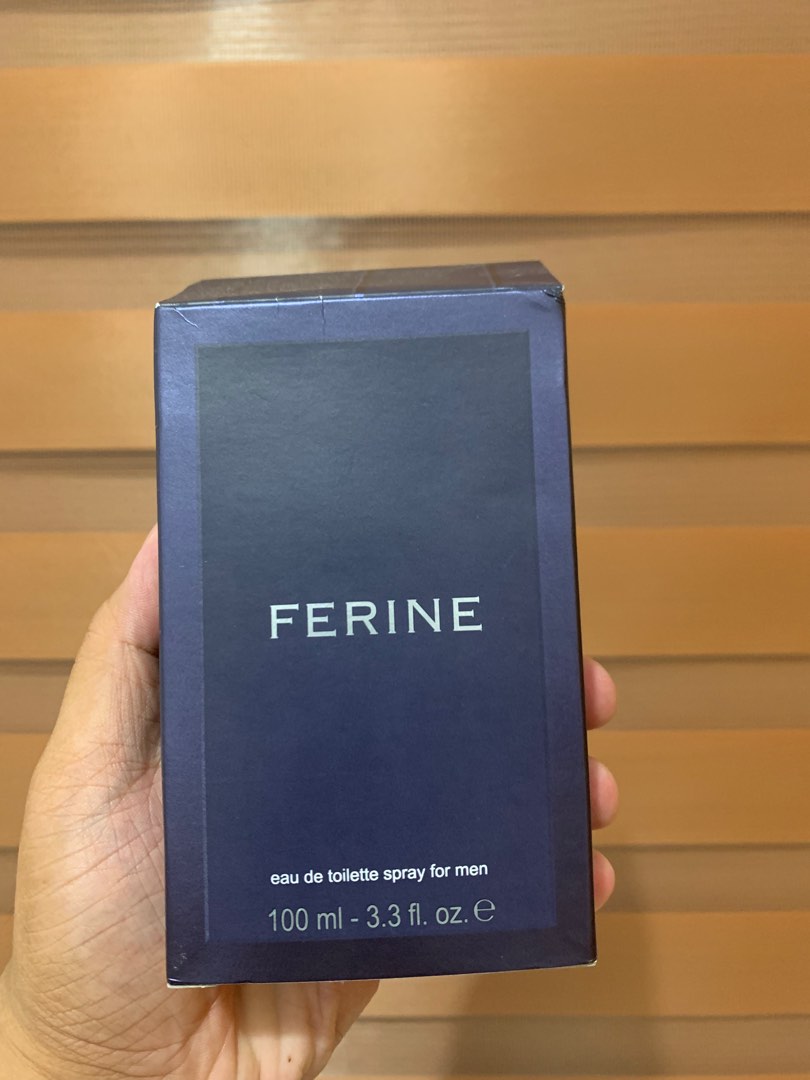 FERINE
eau de toilette spray for men
100 ml - 3.3 fl. oz. ℮